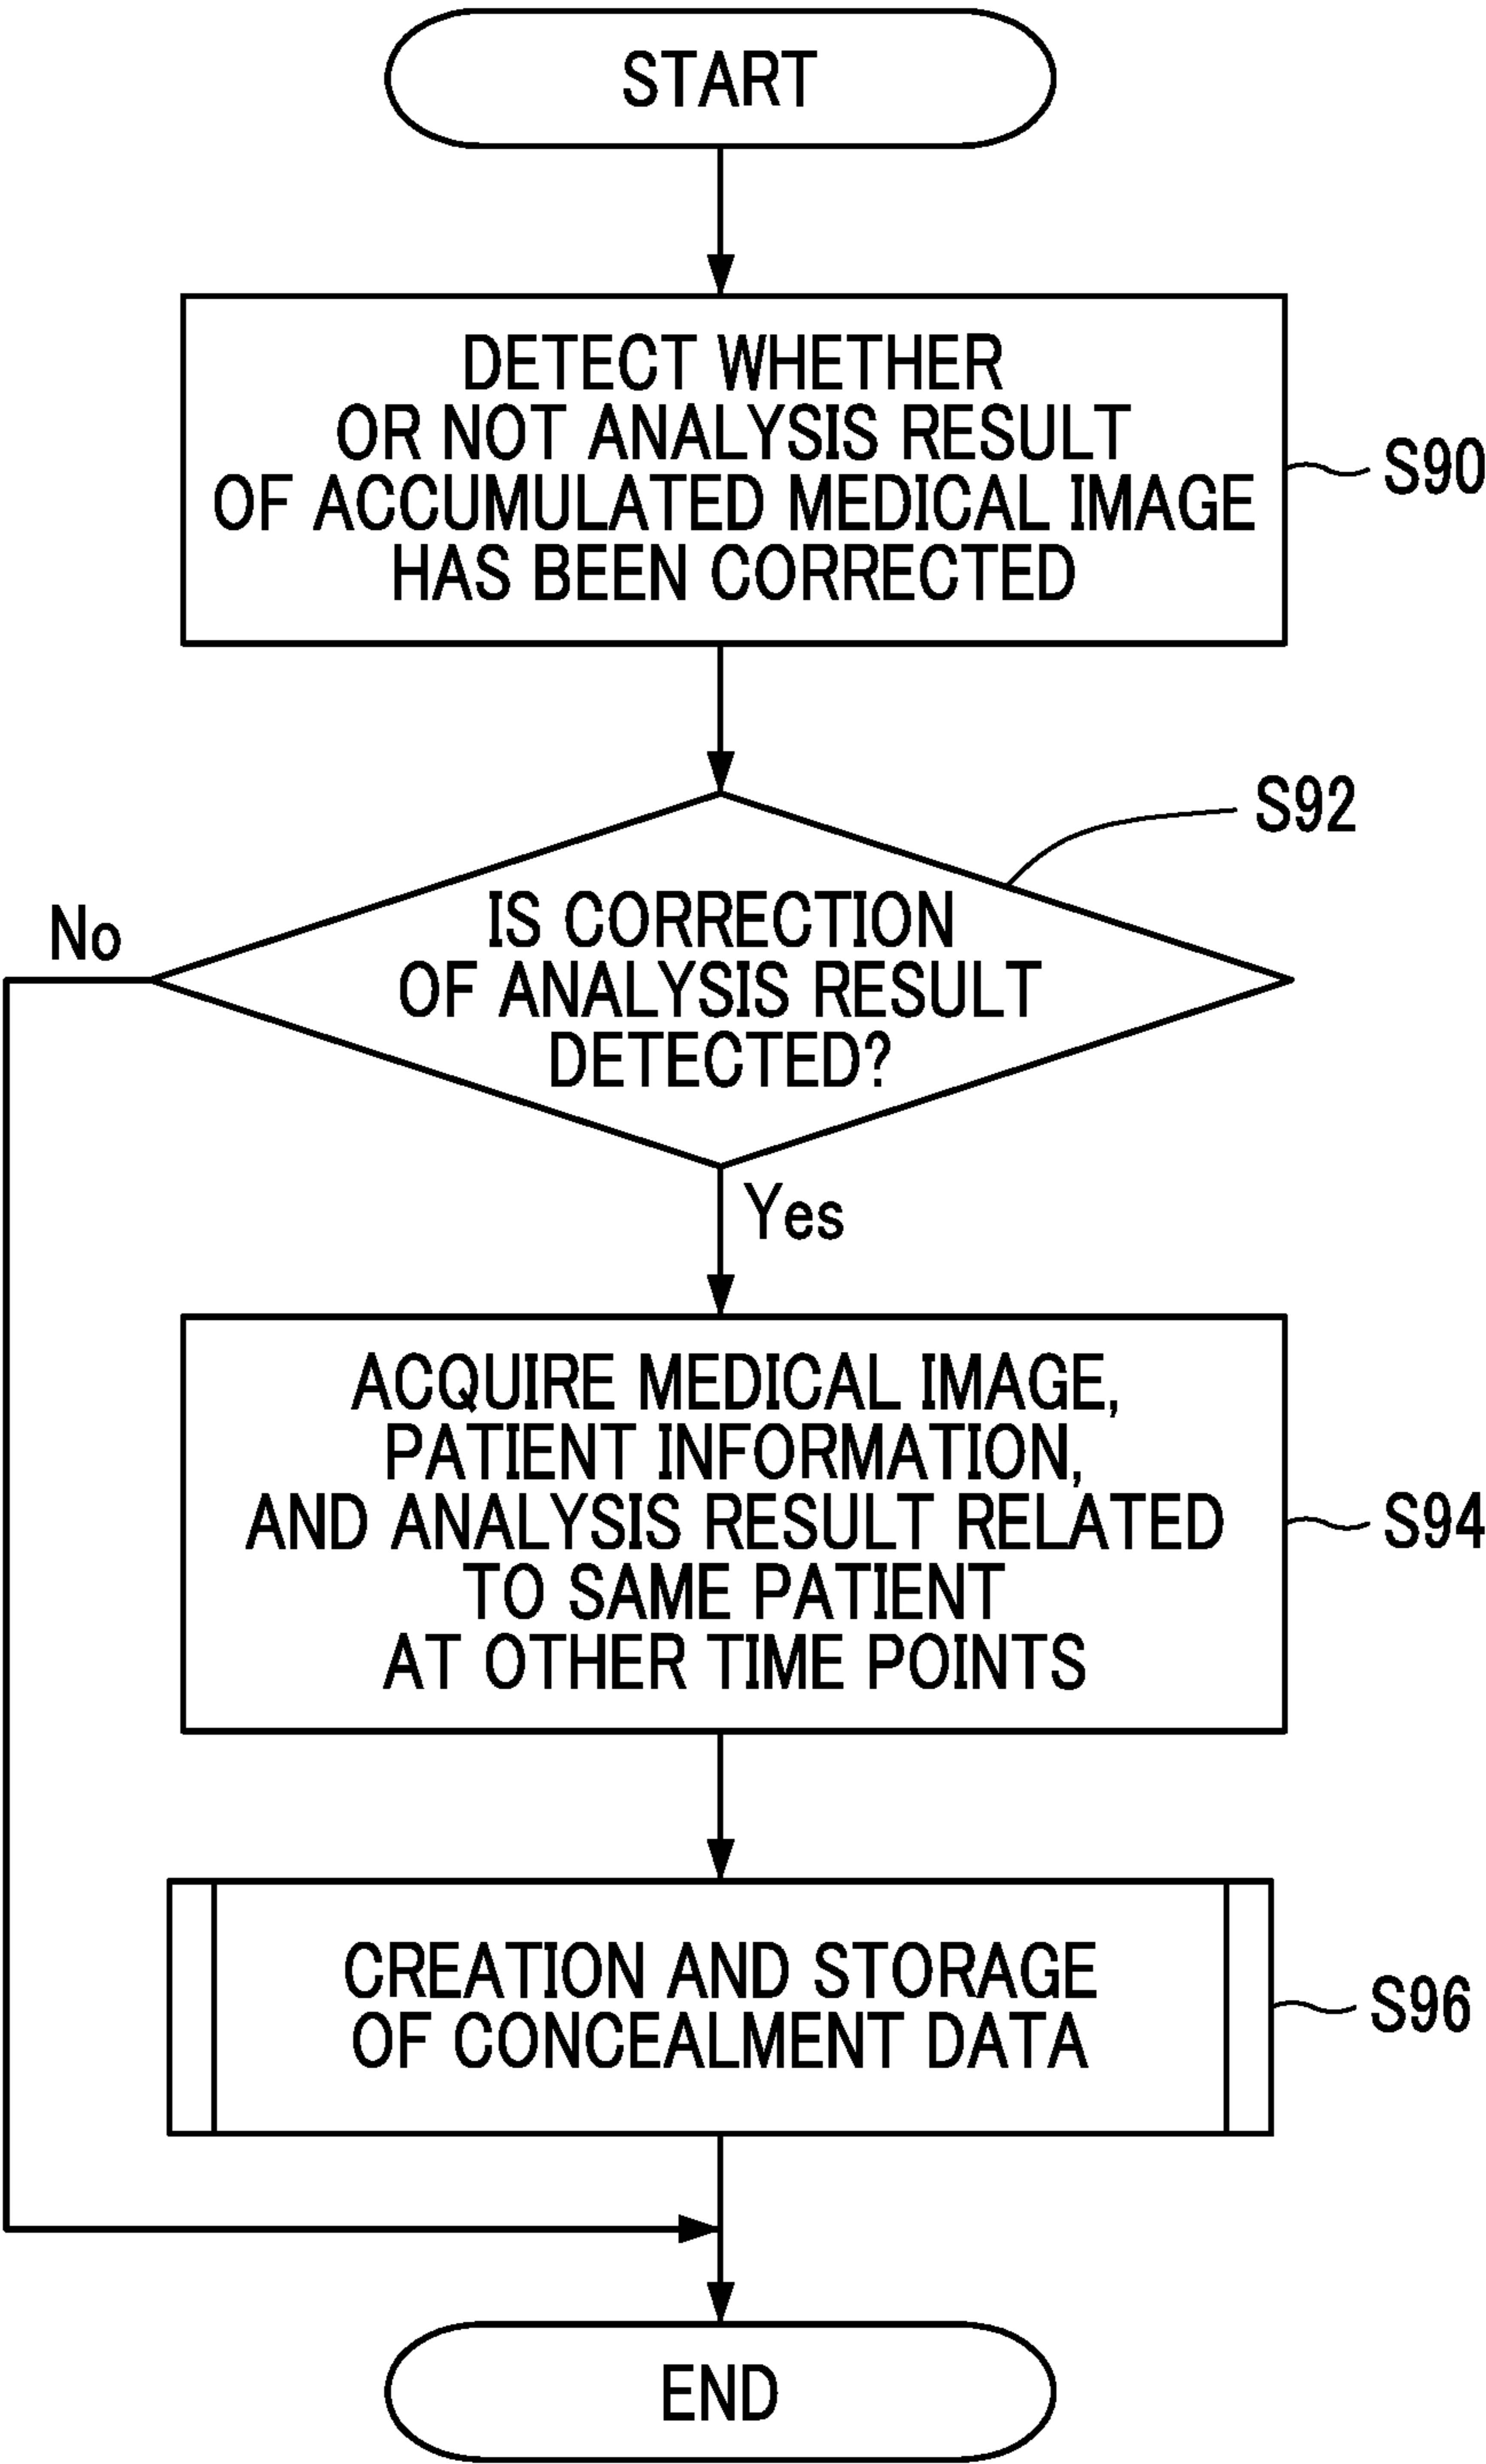 START
DETECT WHETHER
OR NOT ANALYSIS RESULT
OF ACCUMULATED MEDICAL IMAGE
HAS BEEN CORRECTED
S90
S92
No
IS CORRECTION
OF ANALYSIS RESULT
DETECTED?
Yes
ACQUIRE MEDICAL IMAGE,
PATIENT INFORMATION,
AND ANALYSIS RESULT RELATED
TO SAME PATIENT
AT OTHER TIME POINTS
S94
CREATION AND STORAGE
OF CONCEALMENT DATA
S96
END